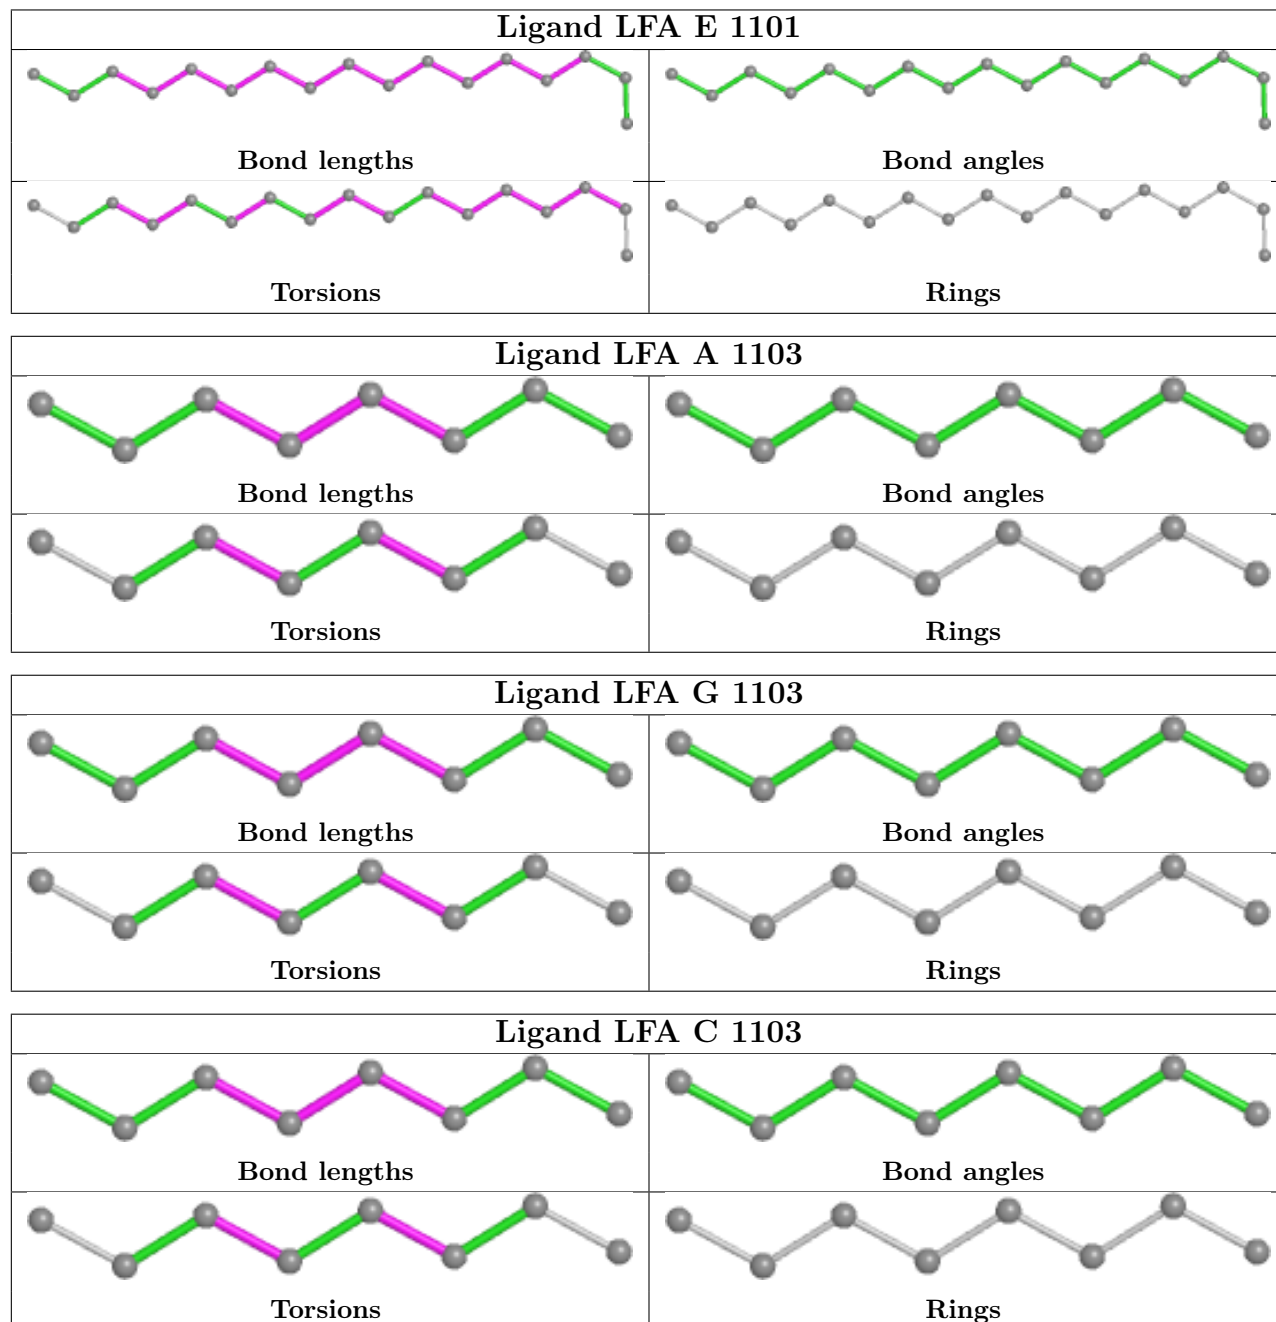 Ligand LFA E 1101
Bond lengths
Bond angles
Torsions
Rings
Ligand LFA A 1103
Bond lengths
Bond angles
Torsions
Rings
Ligand LFA G 1103
Bond lengths
Bond angles
Torsions
Rings
Ligand LFA C 1103
Bond lengths
Bond angles
Torsions
Rings